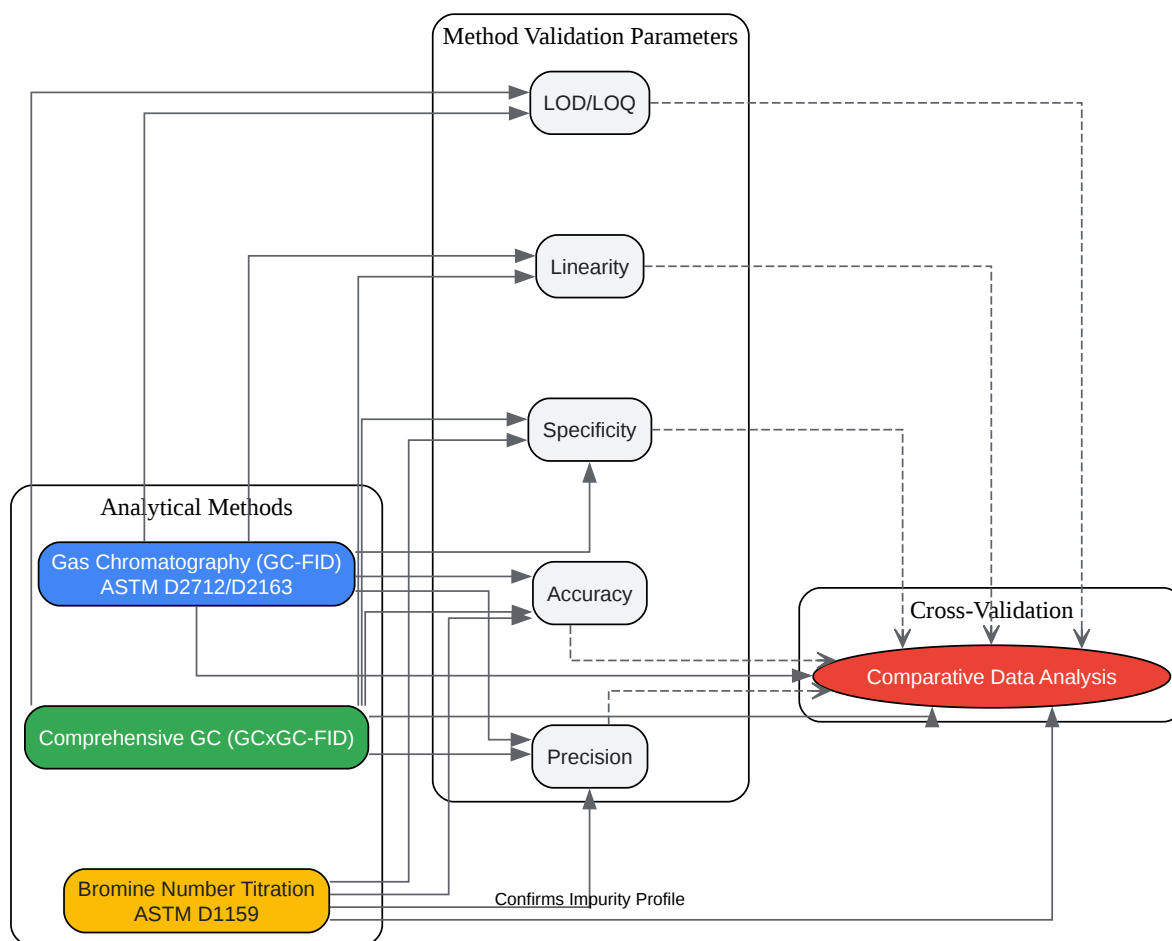 Method Validation Parameters
LOD/LOQ
Linearity
Specificity
Analytical Methods
Gas Chromatography (GC-FID)
ASTM D2712/D2163
Accuracy
Cross-Validation
Comparative Data Analysis
Comprehensive GC (GCxGC-FID)
Precision
Bromine Number Titration
ASTM D1159
Confirms Impurity Profile